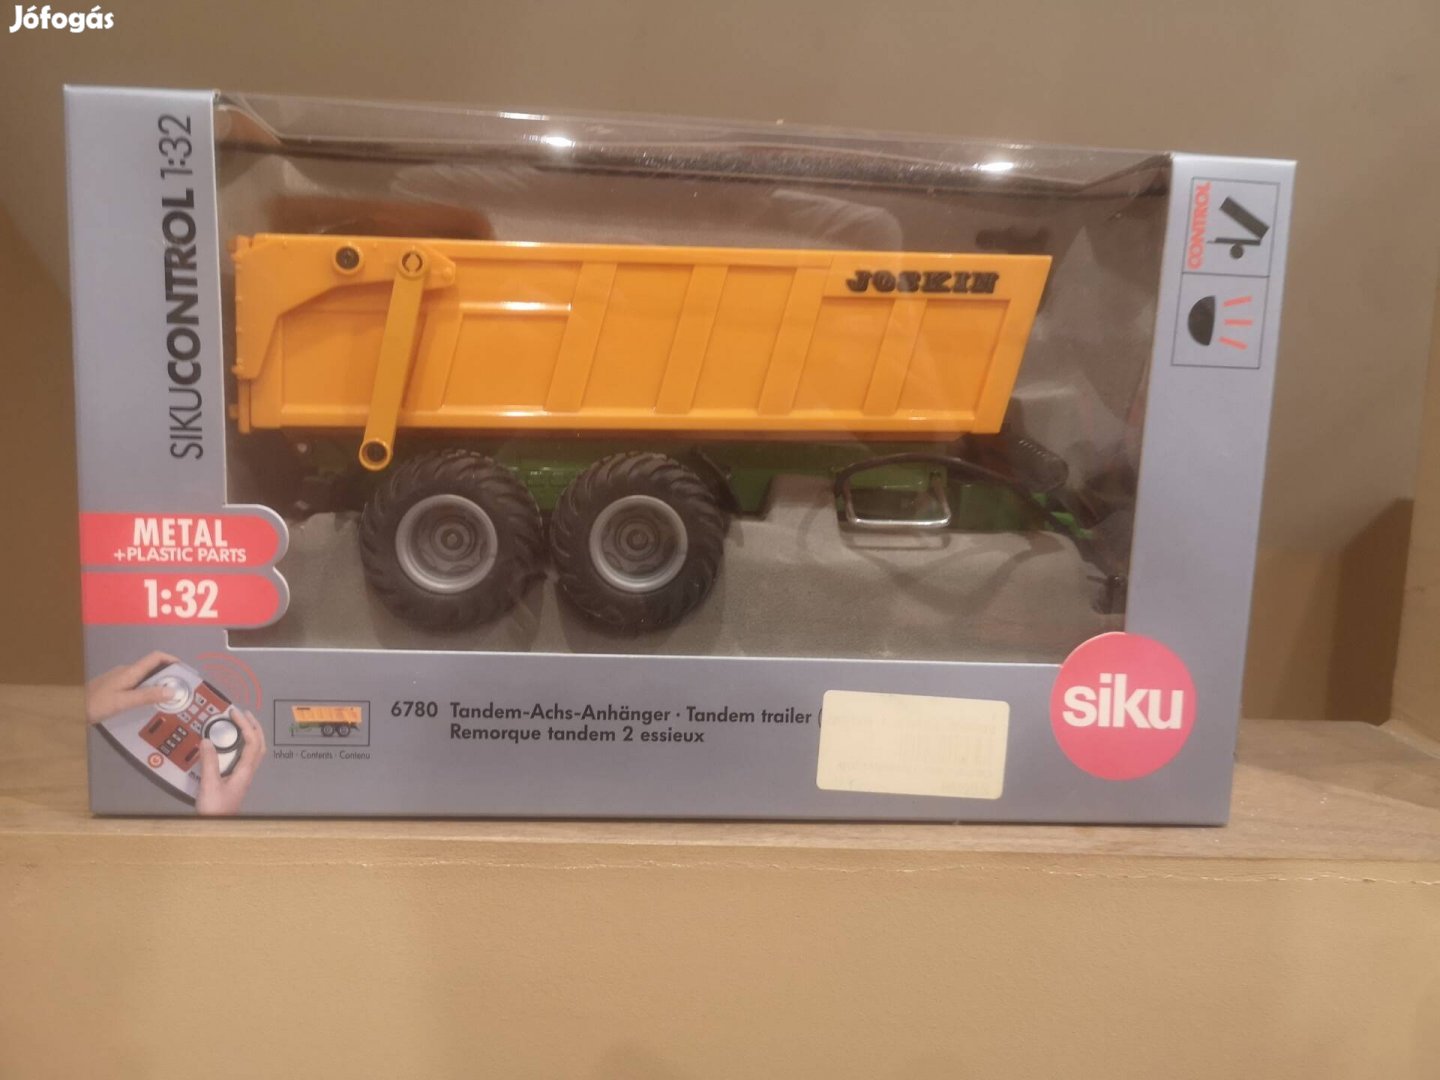 Jófogás
SIKUCONTROL 1:32
CONTROL
JOSKIN
METAL
+PLASTIC PARTS
1:32
siku
6780 Tandem-Achs-Anhänger · Tandem trailer (
Remorque tandem 2 essieux
Inhalt · Contents · Contenu